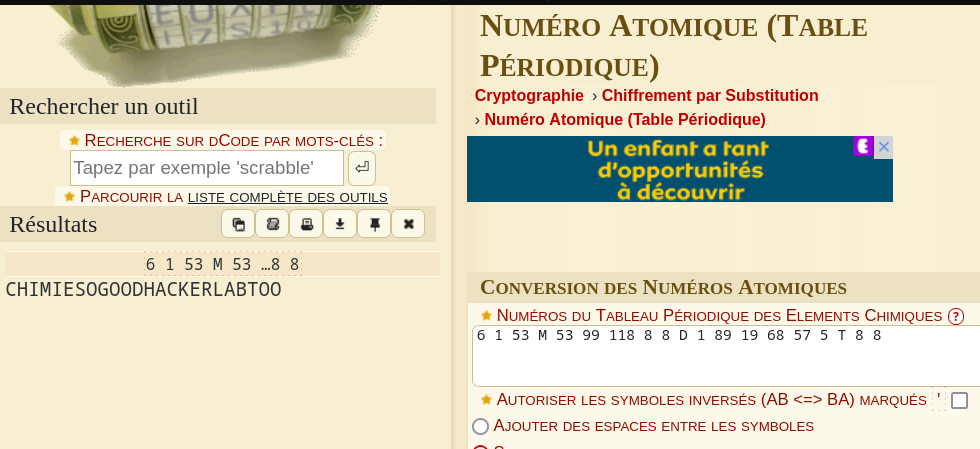 Rechercher un outil
Recherche sur dCode par mots-clés :
Tapez par exemple 'scrabble'
Parcourir la liste complète des outils
Résultats
6 1 53 M 53 …8 8
CHIMIESOGOODHACKERLABTOO
Numéro Atomique (Table
Périodique)
Cryptographie › Chiffrement par Substitution
› Numéro Atomique (Table Périodique)
Un enfant a tant
d'opportunités
à découvrir
Conversion des Numéros Atomiques
Numéros du Tableau Périodique des Elements Chimiques ?
6 1 53 M 53 99 118 8 8 D 1 89 19 68 57 5 T 8 8
Autoriser les symboles inversés (AB <=> BA) marqués '
Ajouter des espaces entre les symboles